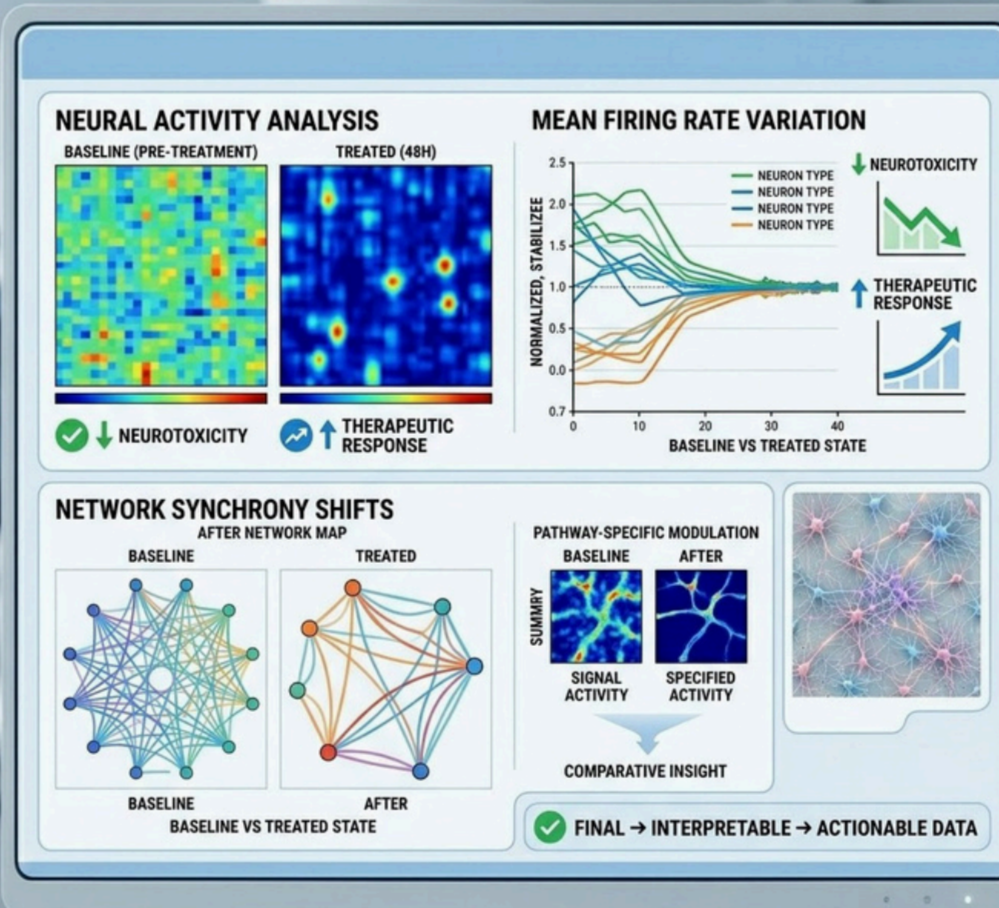 NEURAL ACTIVITY ANALYSIS
BASELINE (PRE-TREATMENT)
TREATED (48H)
NEUROTOXICITY
THERAPEUTIC
RESPONSE
MEAN FIRING RATE VARIATION
NORMALIZED, STABILIZEE
2.5
2.0
1.5
1.0
0.5
0.0
0.7
0
10
20
30
40
BASELINE VS TREATED STATE
NEURON TYPE
NEURON TYPE
NEURON TYPE
NEURON TYPE
NEUROTOXICITY
THERAPEUTIC
RESPONSE
NETWORK SYNCHRONY SHIFTS
AFTER NETWORK MAP
BASELINE
TREATED
BASELINE
AFTER
BASELINE VS TREATED STATE
PATHWAY-SPECIFIC MODULATION
BASELINE
AFTER
SUMMRY
SIGNAL
ACTIVITY
SPECIFIED
ACTIVITY
COMPARATIVE INSIGHT
FINAL → INTERPRETABLE → ACTIONABLE DATA